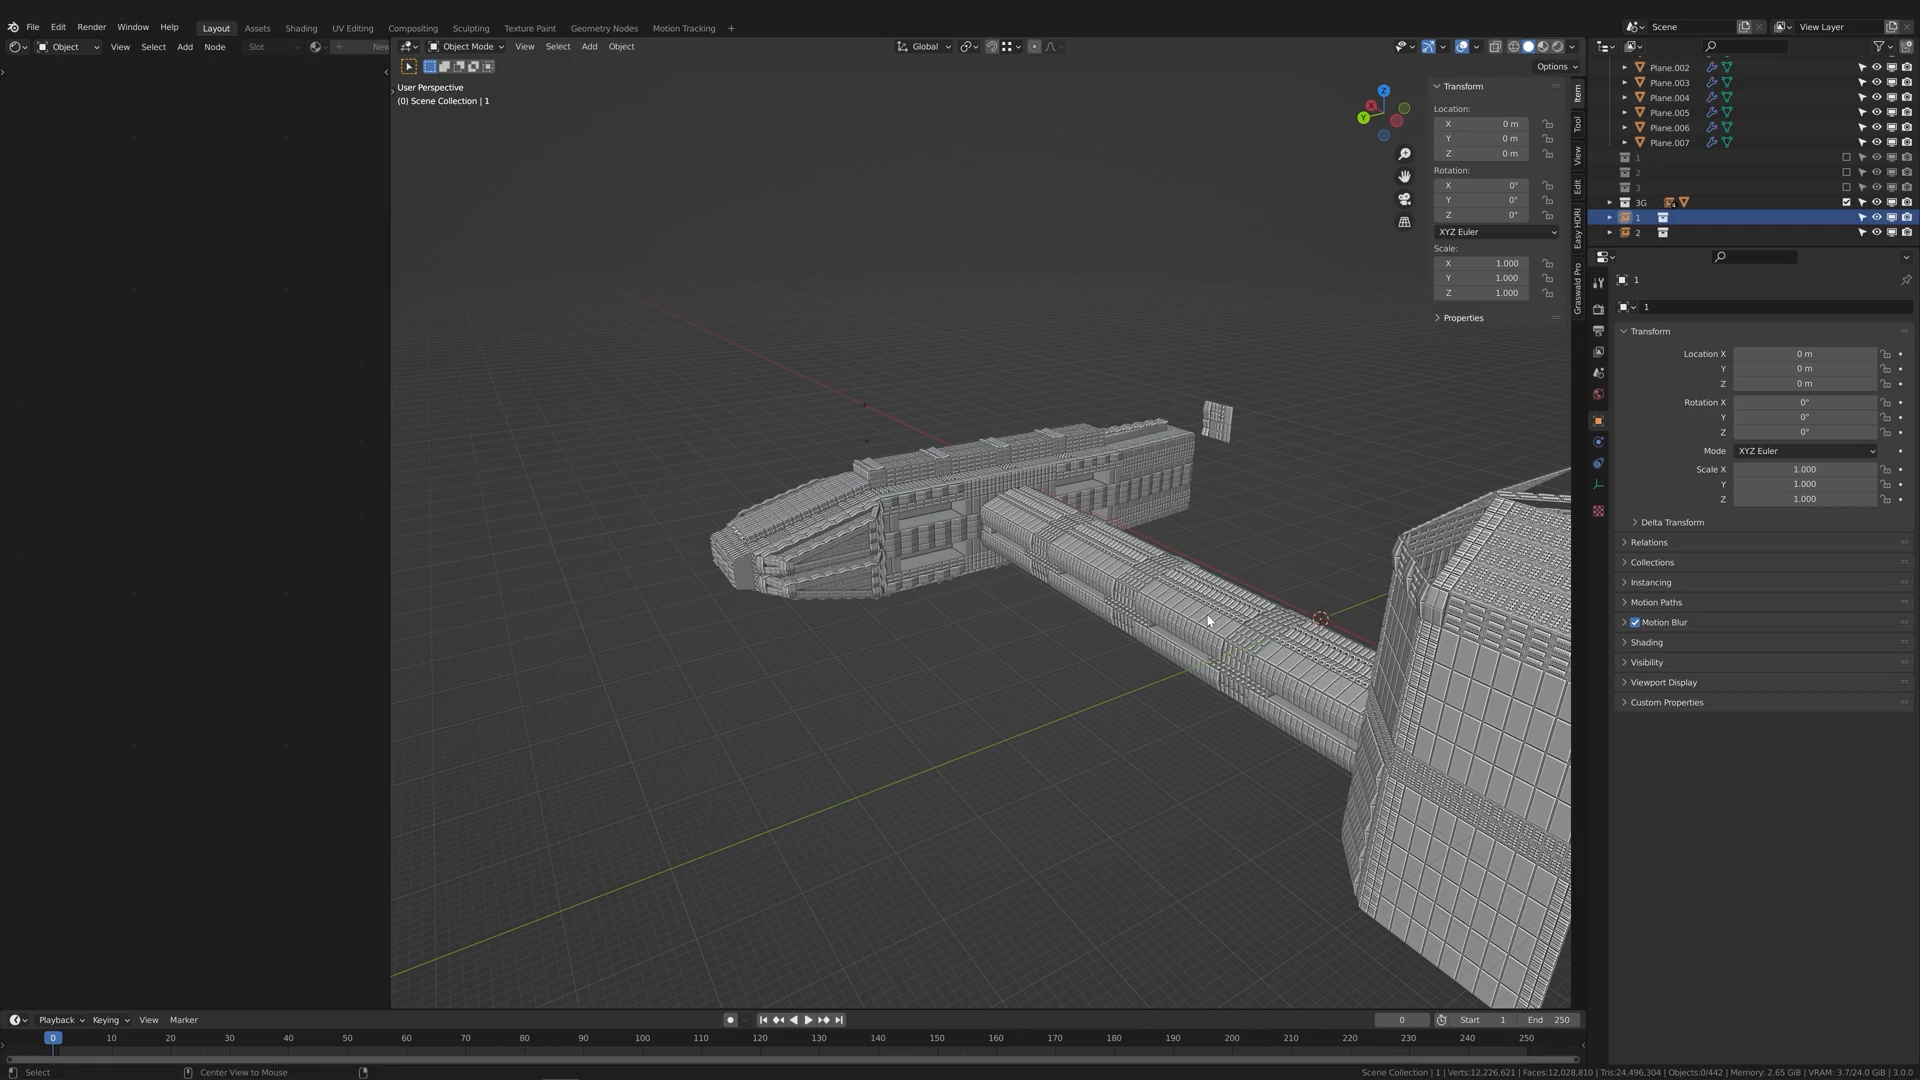 File Edit Render Window Help Layout Assets Shading UV Editing Compositing Sculpting Texture Paint Geometry Nodes Motion Tracking + Scene View Layer
Object View Select Add Node Slot New Object Mode View Select Add Object Global
Options
User Perspective
(0) Scene Collection | 1
Transform
Location:
X 0 m
Y 0 m
Z 0 m
Rotation:
X 0°
Y 0°
Z 0°
XYZ Euler
Scale:
X 1.000
Y 1.000
Z 1.000
Properties
Item
Tool
View
Edit
Easy HDRI
Graswald Pro
Z
X
Y
Plane.002
Plane.003
Plane.004
Plane.005
Plane.006
Plane.007
1
2
3
3G 4
1
2
1
1
Transform
Location X 0 m
Y 0 m
Z 0 m
Rotation X 0°
Y 0°
Z 0°
Mode XYZ Euler
Scale X 1.000
Y 1.000
Z 1.000
Delta Transform
Relations
Collections
Instancing
Motion Paths
Motion Blur
Shading
Visibility
Viewport Display
Custom Properties
Playback Keying View Marker 0 Start 1 End 250
0 10 20 30 40 50 60 70 80 90 100 110 120 130 140 150 160 170 180 190 200 210 220 230 240 250
Select Center View to Mouse Scene Collection | 1 | Verts:12,226,621 | Faces:12,028,810 | Tris:24,496,304 | Objects:0/442 | Memory: 2.65 GiB | VRAM: 3.7/24.0 GiB | 3.0.0